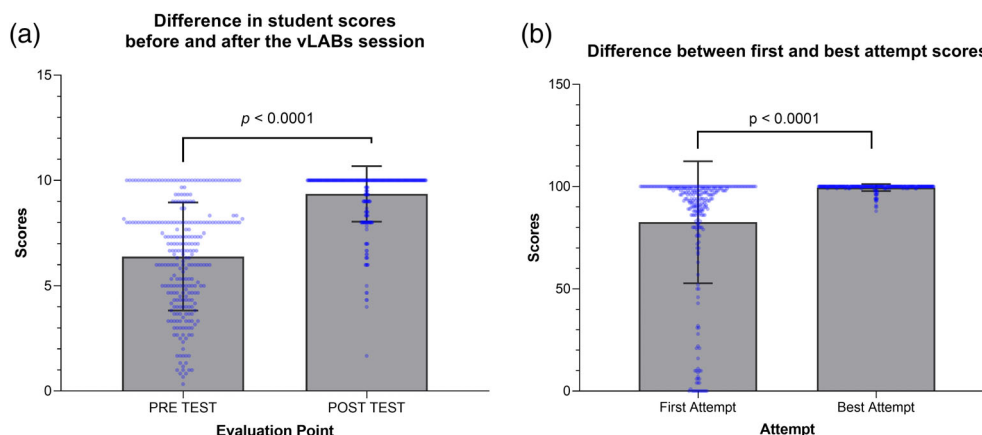 (a)
Difference in student scores
before and after the vLABs session
15
10
5
0
Scores
p < 0.0001
PRE TEST
POST TEST
Evaluation Point
(b)
Difference between first and best attempt scores
150
100
50
0
Scores
p < 0.0001
First Attempt
Best Attempt
Attempt